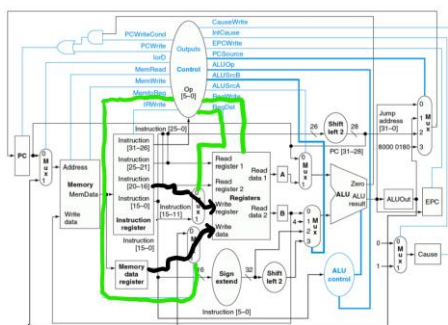 CauseWrite
IntCause
EPCWrite
PCSource
ALUOp
ALUSrcB
ALUSrcA
RegWrite
RegDst
PCWriteCond
PCWrite
IorD
MemRead
MemWrite
MemtoReg
IRWrite
Outputs
Control
Op
[5–0]
Instruction [25–0]
26
Shift
left 2
28
Jump
address
[31–0]
PC [31–28]
8000 0180
0
1
2
3
M
u
x
PC
0
M
u
x
1
Address
Memory
MemData
Write
data
Instruction
[31–26]
Instruction
[25–21]
Instruction
[20–16]
Instruction
[15–0]
Instruction
register
Instruction
[15–0]
Instruction
[15–11]
Memory
data
register
Read
register 1
Read
register 2
Registers
Write
register
Write
data
Read
data 1
Read
data 2
A
B
4
0
M
u
x
1
0
1
M
u
x
2
3
Zero
ALU
ALU
result
ALUOut
EPC
0
M
u
x
1
Cause
16
Sign
extend
32
Shift
left 2
ALU
control
Instruction [5–0]